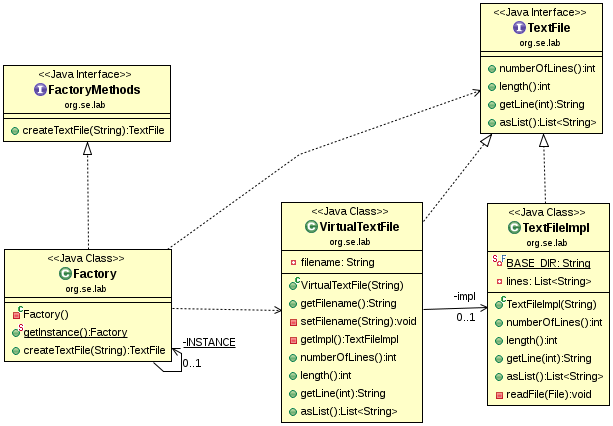 <<Java Interface>>
TextFile
org.se.lab
numberOfLines():int
length():int
getLine(int):String
asList():List<String>
<<Java Interface>>
FactoryMethods
org.se.lab
createTextFile(String):TextFile
<<Java Class>>
Factory
org.se.lab
Factory()
getInstance():Factory
createTextFile(String):TextFile
-INSTANCE
0..1
<<Java Class>>
VirtualTextFile
org.se.lab
filename: String
VirtualTextFile(String)
getFilename():String
setFilename(String):void
getImpl():TextFileImpl
numberOfLines():int
length():int
getLine(int):String
asList():List<String>
-impl
0..1
<<Java Class>>
TextFileImpl
org.se.lab
BASE_DIR: String
lines: List<String>
TextFileImpl(String)
numberOfLines():int
length():int
getLine(int):String
asList():List<String>
readFile(File):void